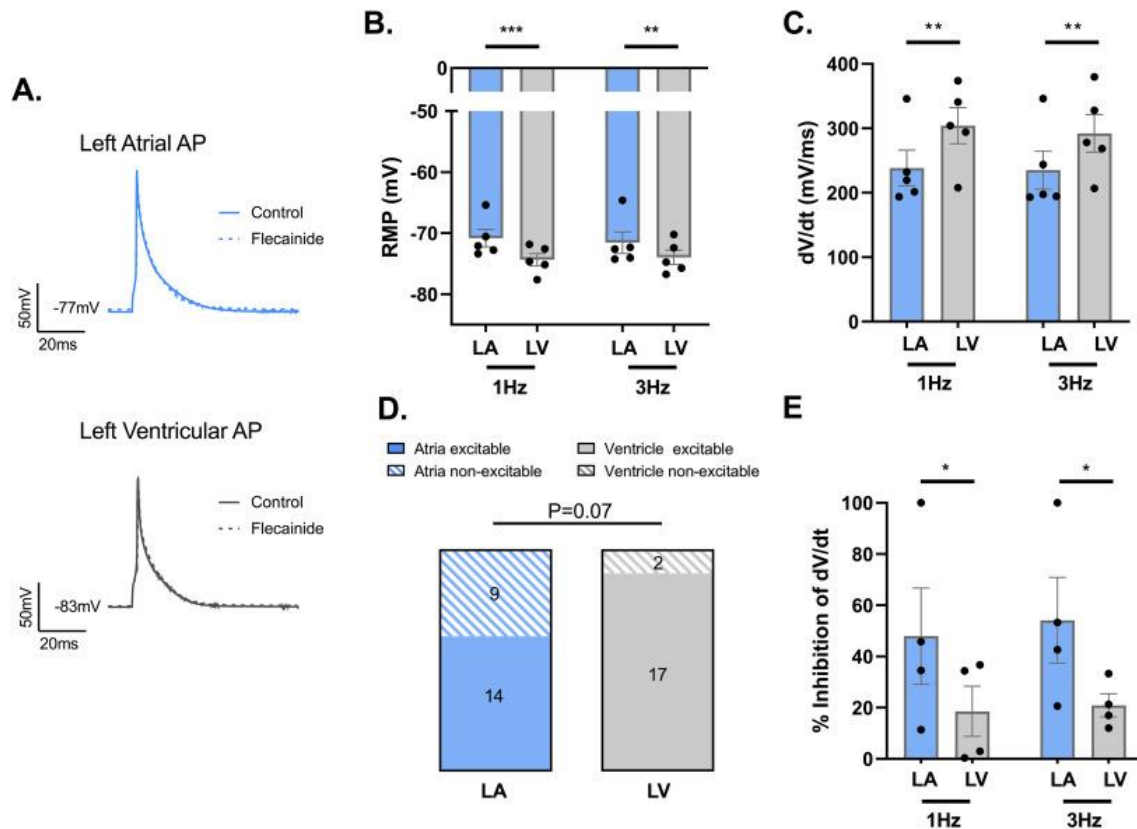 A.
Left Atrial AP
Control
Flecainide
-77mV
50mV
20ms
Left Ventricular AP
Control
Flecainide
-83mV
50mV
20ms
B.
***
**
0
-50
-60
-70
-80
RMP (mV)
LA LV LA LV
1Hz 3Hz
C.
**
**
400
300
200
100
0
dV/dt (mV/ms)
LA LV LA LV
1Hz 3Hz
D.
Atria excitable
Ventricle excitable
Atria non-excitable
Ventricle non-excitable
P=0.07
9
2
14
17
LA LV
E
*
*
100
80
60
40
20
0
% Inhibition of dV/dt
LA LV LA LV
1Hz 3Hz